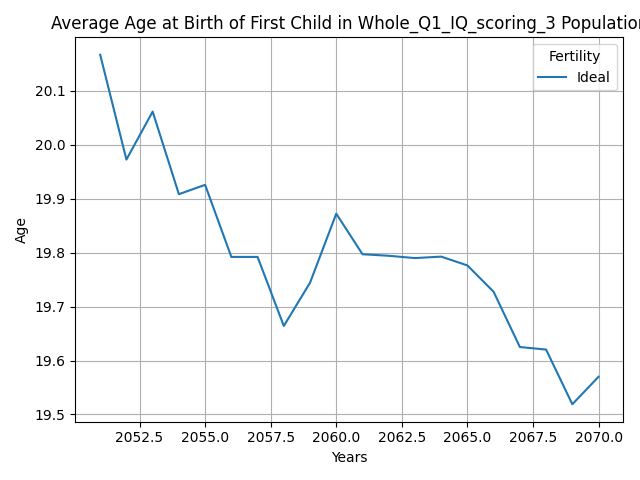 Average Age at Birth of First Child in Whole_Q1_IQ_scoring_3 Population
Fertility
Ideal
Age
20.1
20.0
19.9
19.8
19.7
19.6
19.5
2052.5 2055.0 2057.5 2060.0 2062.5 2065.0 2067.5 2070.0
Years